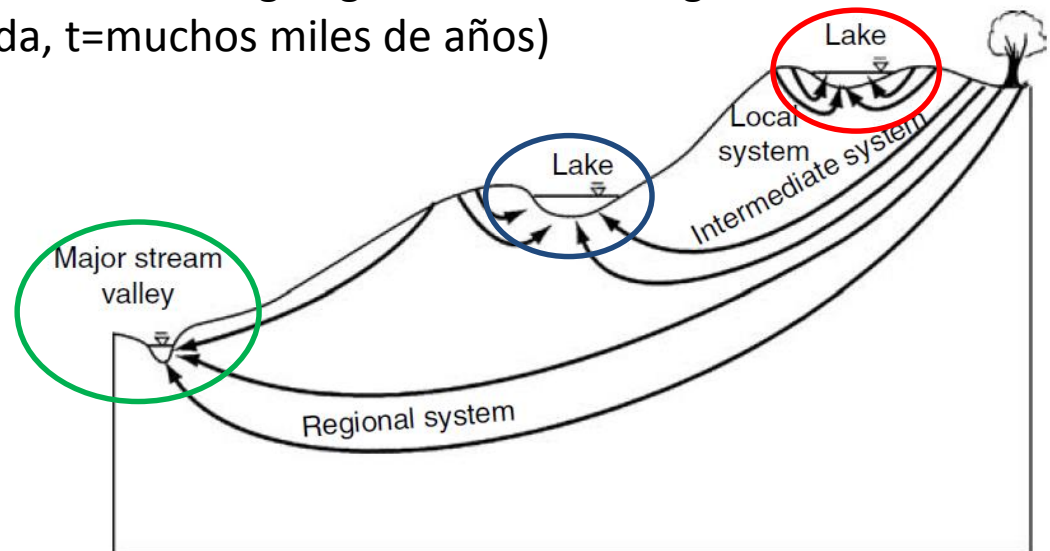 da, t=muchos miles de años)
Lake
Local
system
Intermediate system
Lake
Major stream
valley
Regional system